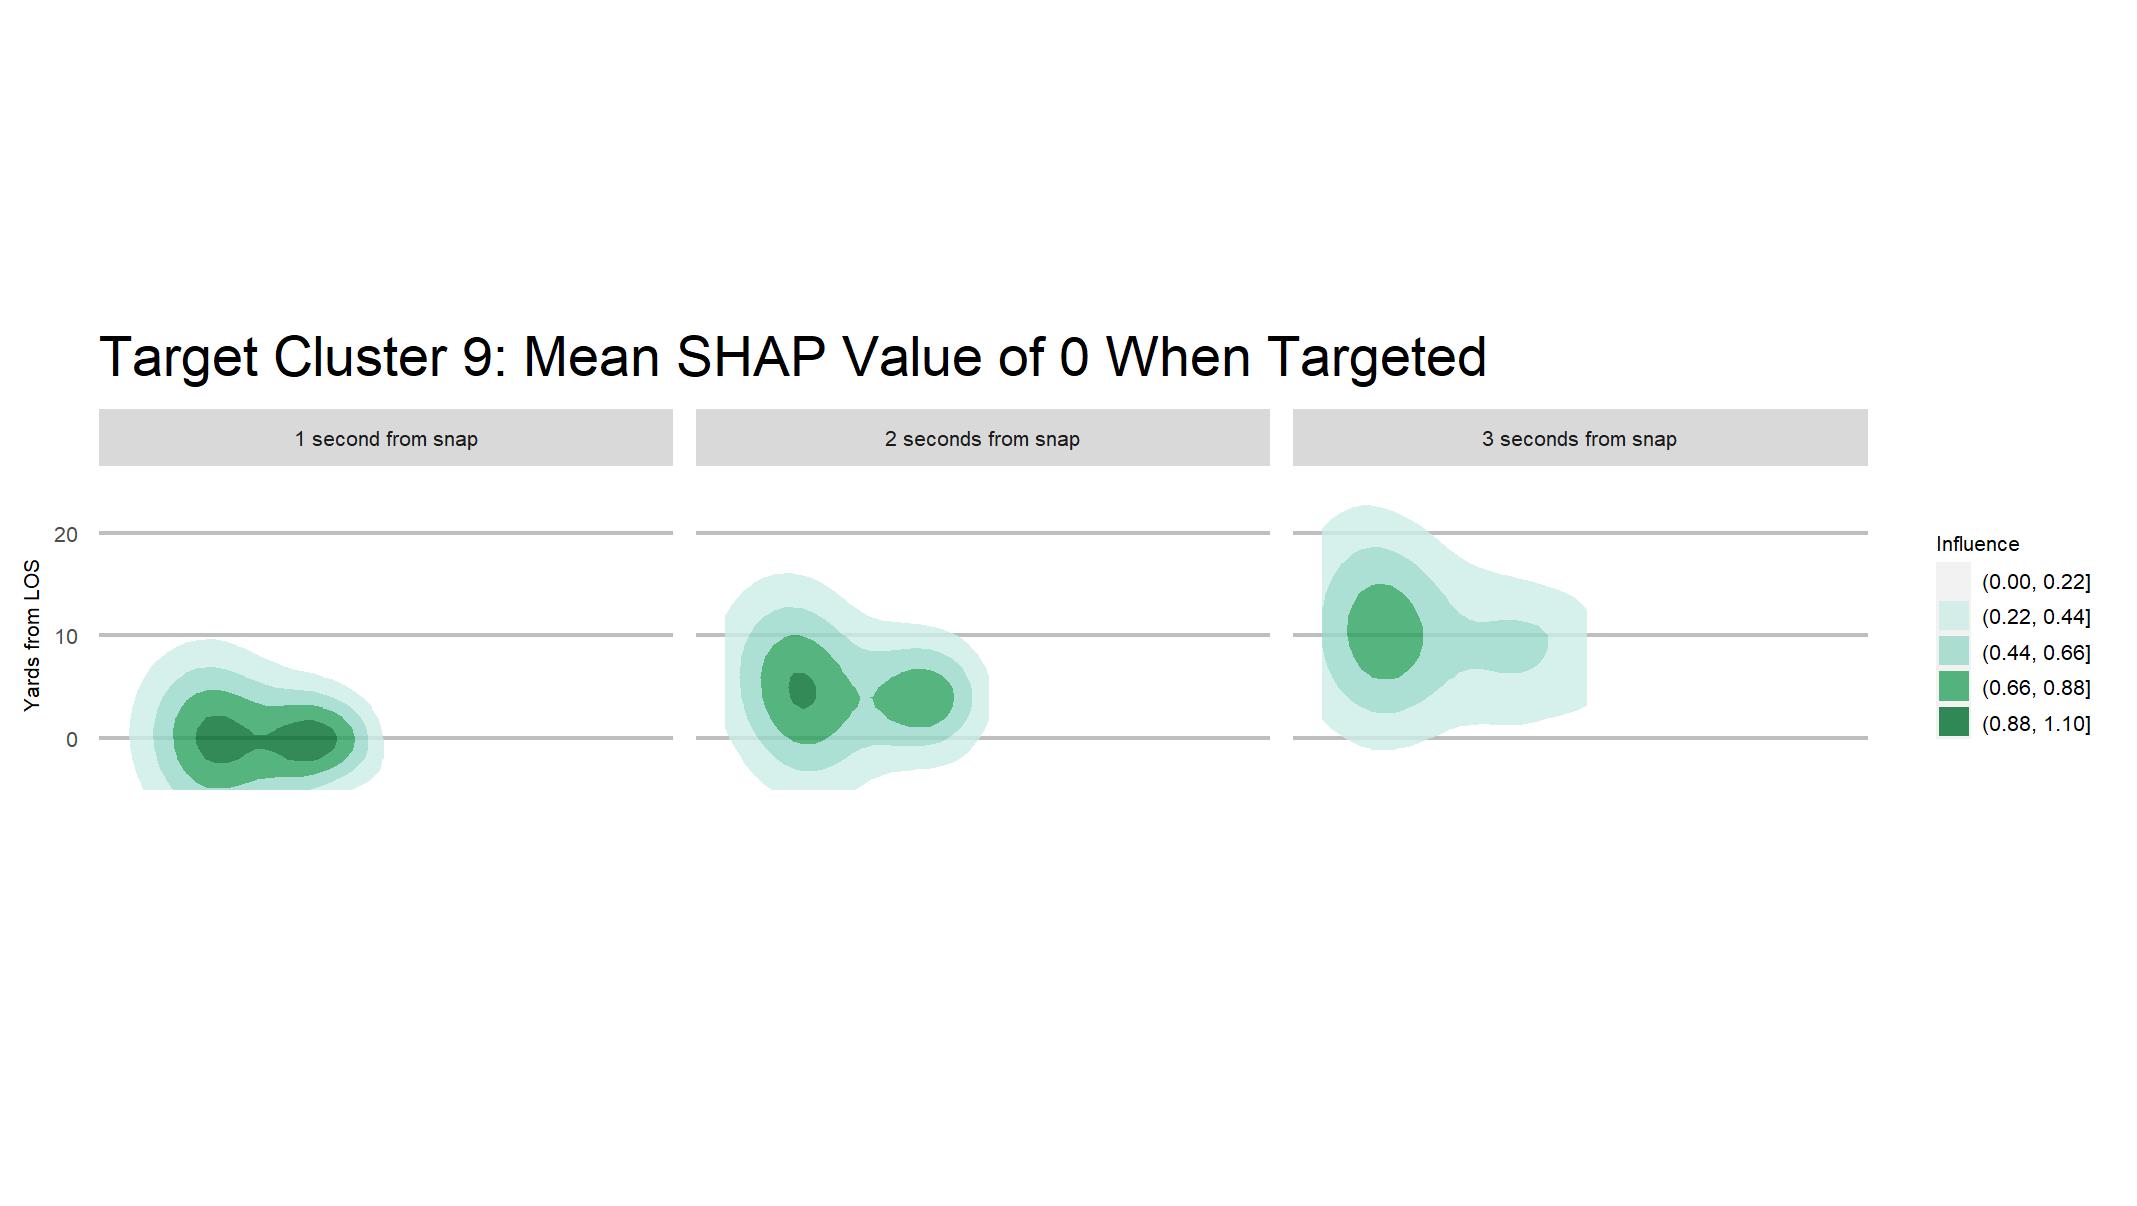 Target Cluster 9: Mean SHAP Value of 0 When Targeted
1 second from snap
2 seconds from snap
3 seconds from snap
Yards from LOS
20
10
0
Influence
(0.00, 0.22]
(0.22, 0.44]
(0.44, 0.66]
(0.66, 0.88]
(0.88, 1.10]